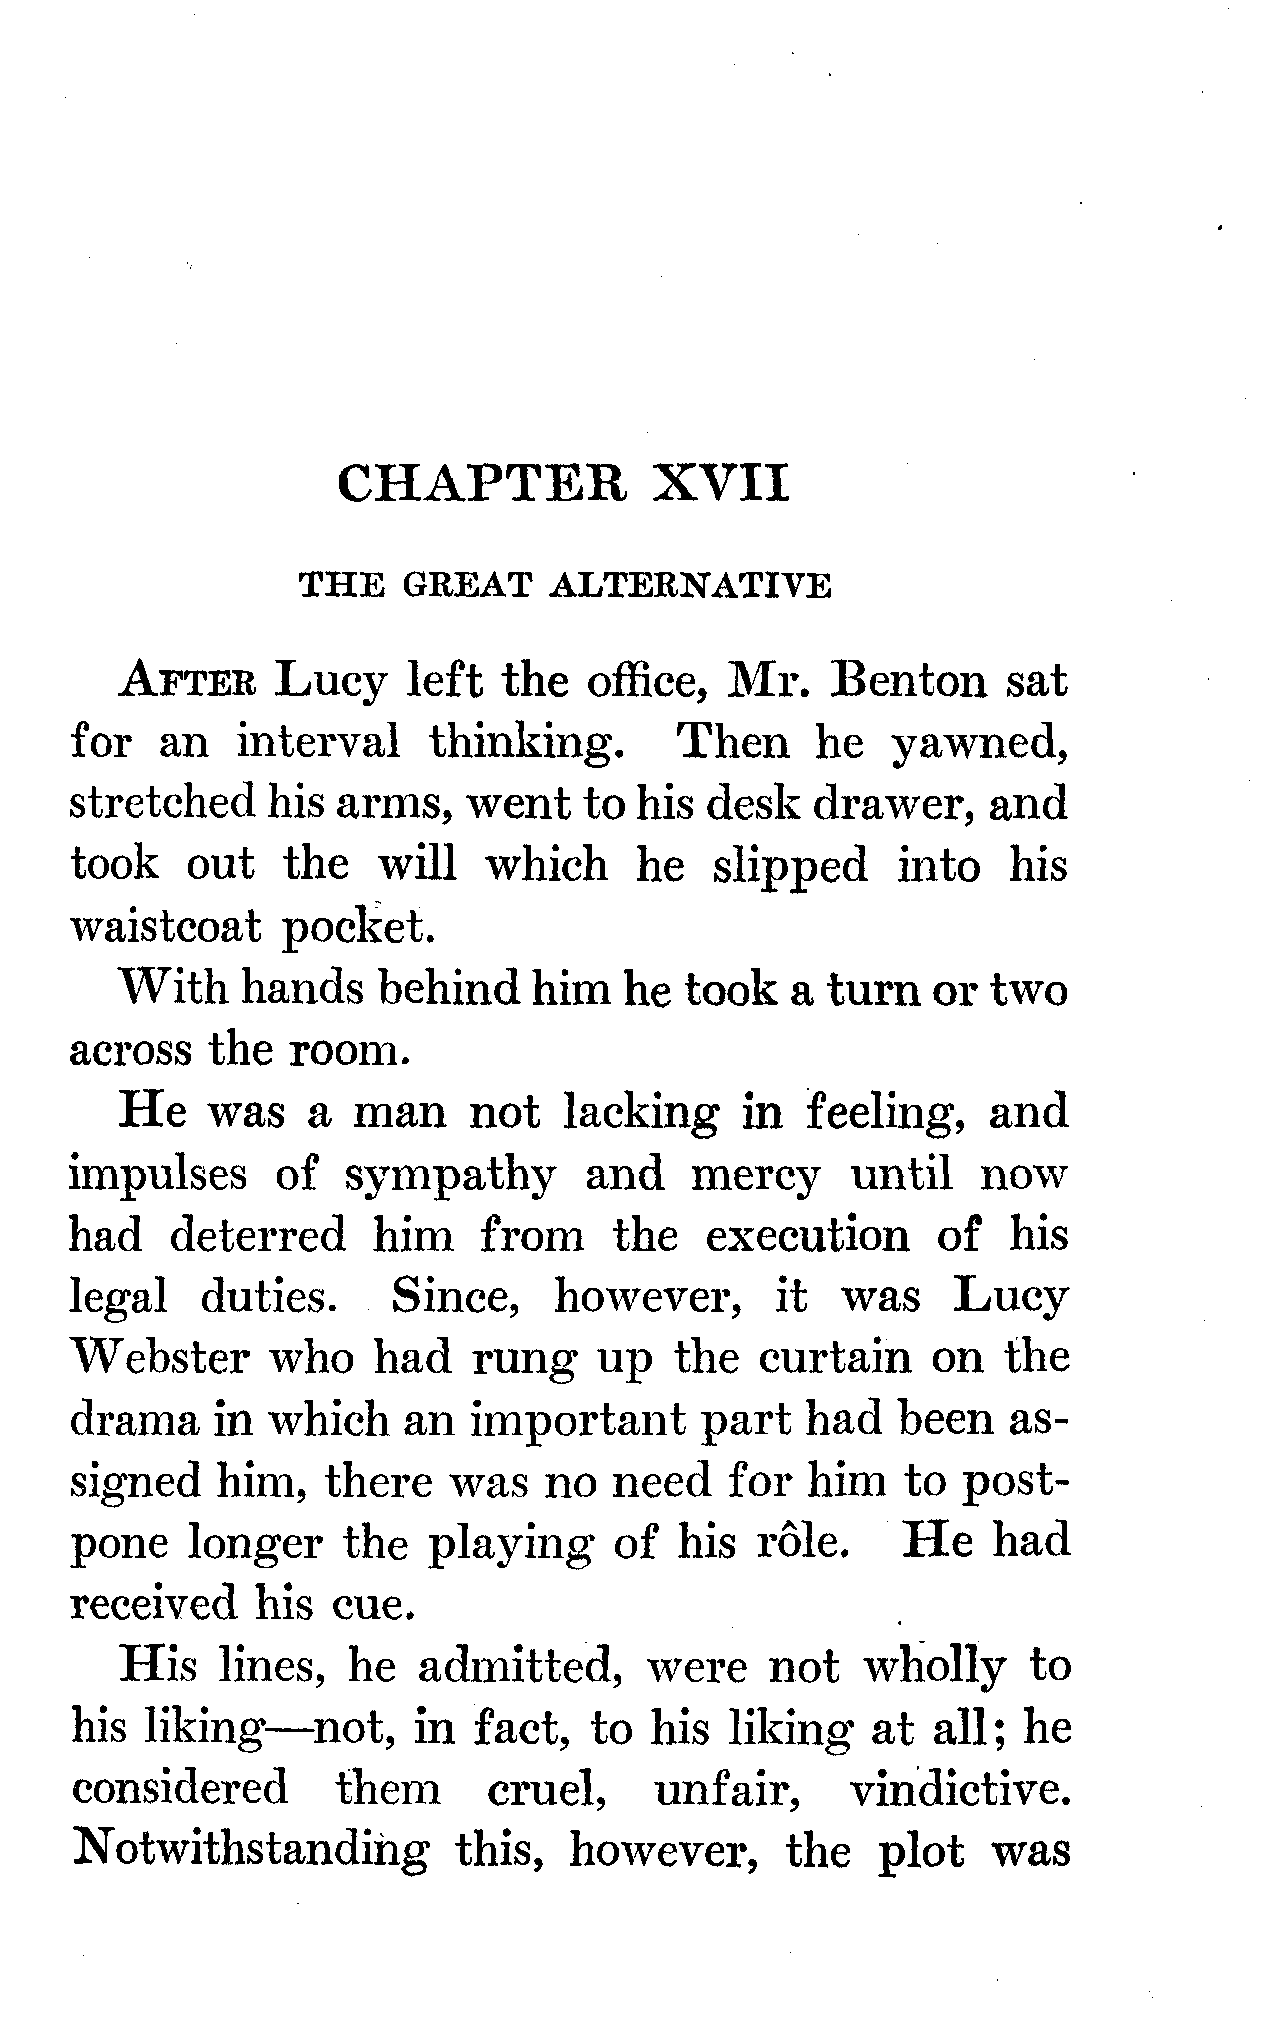 CHAPTER XVII
THE GREAT ALTERNATIVE
AFTER Lucy left the office, Mr. Benton sat
for an interval thinking. Then he yawned,
stretched his arms, went to his desk drawer, and
took out the will which he slipped into his
waistcoat pocket.
With hands behind him he took a turn or two
across the room.
He was a man not lacking in feeling, and
impulses of sympathy and mercy until now
had deterred him from the execution of his
legal duties. Since, however, it was Lucy
Webster who had rung up the curtain on the
drama in which an important part had been as-
signed him, there was no need for him to post-
pone longer the playing of his rôle. He had
received his cue.
His lines, he admitted, were not wholly to
his liking—not, in fact, to his liking at all; he
considered them cruel, unfair, vindictive.
Notwithstanding this, however, the plot was